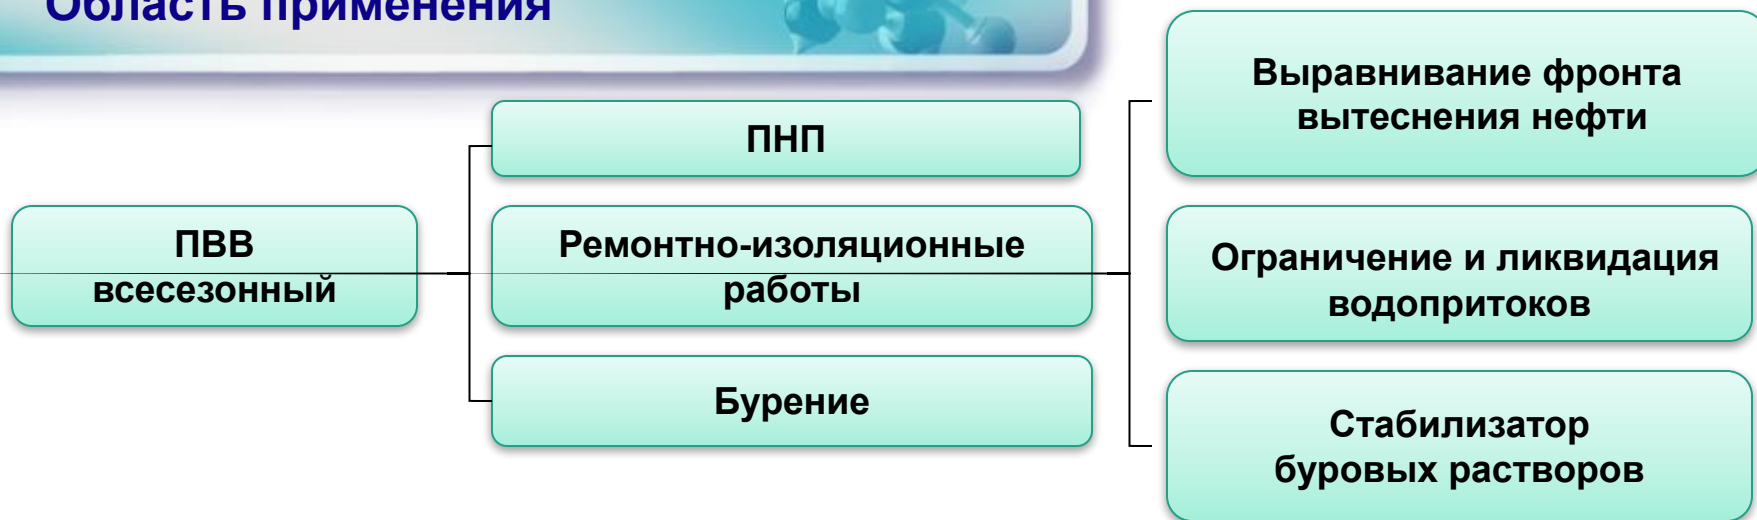 Область применения
ПНП
ПВВ
всесезонный
Ремонтно-изоляционные
работы
Бурение
Выравнивание фронта
вытеснения нефти
Ограничение и ликвидация
водопритоков
Стабилизатор
буровых растворов